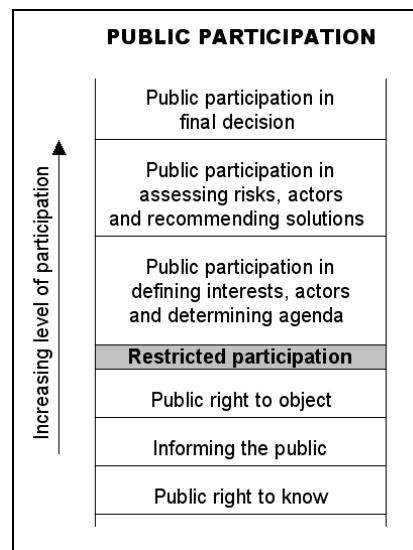 PUBLIC PARTICIPATION
Public participation in
final decision
Public participation in
assessing risks, actors
and recommending solutions
Public participation in
defining interests, actors
and determining agenda
Restricted participation
Public right to object
Informing the public
Public right to know
Increasing level of participation